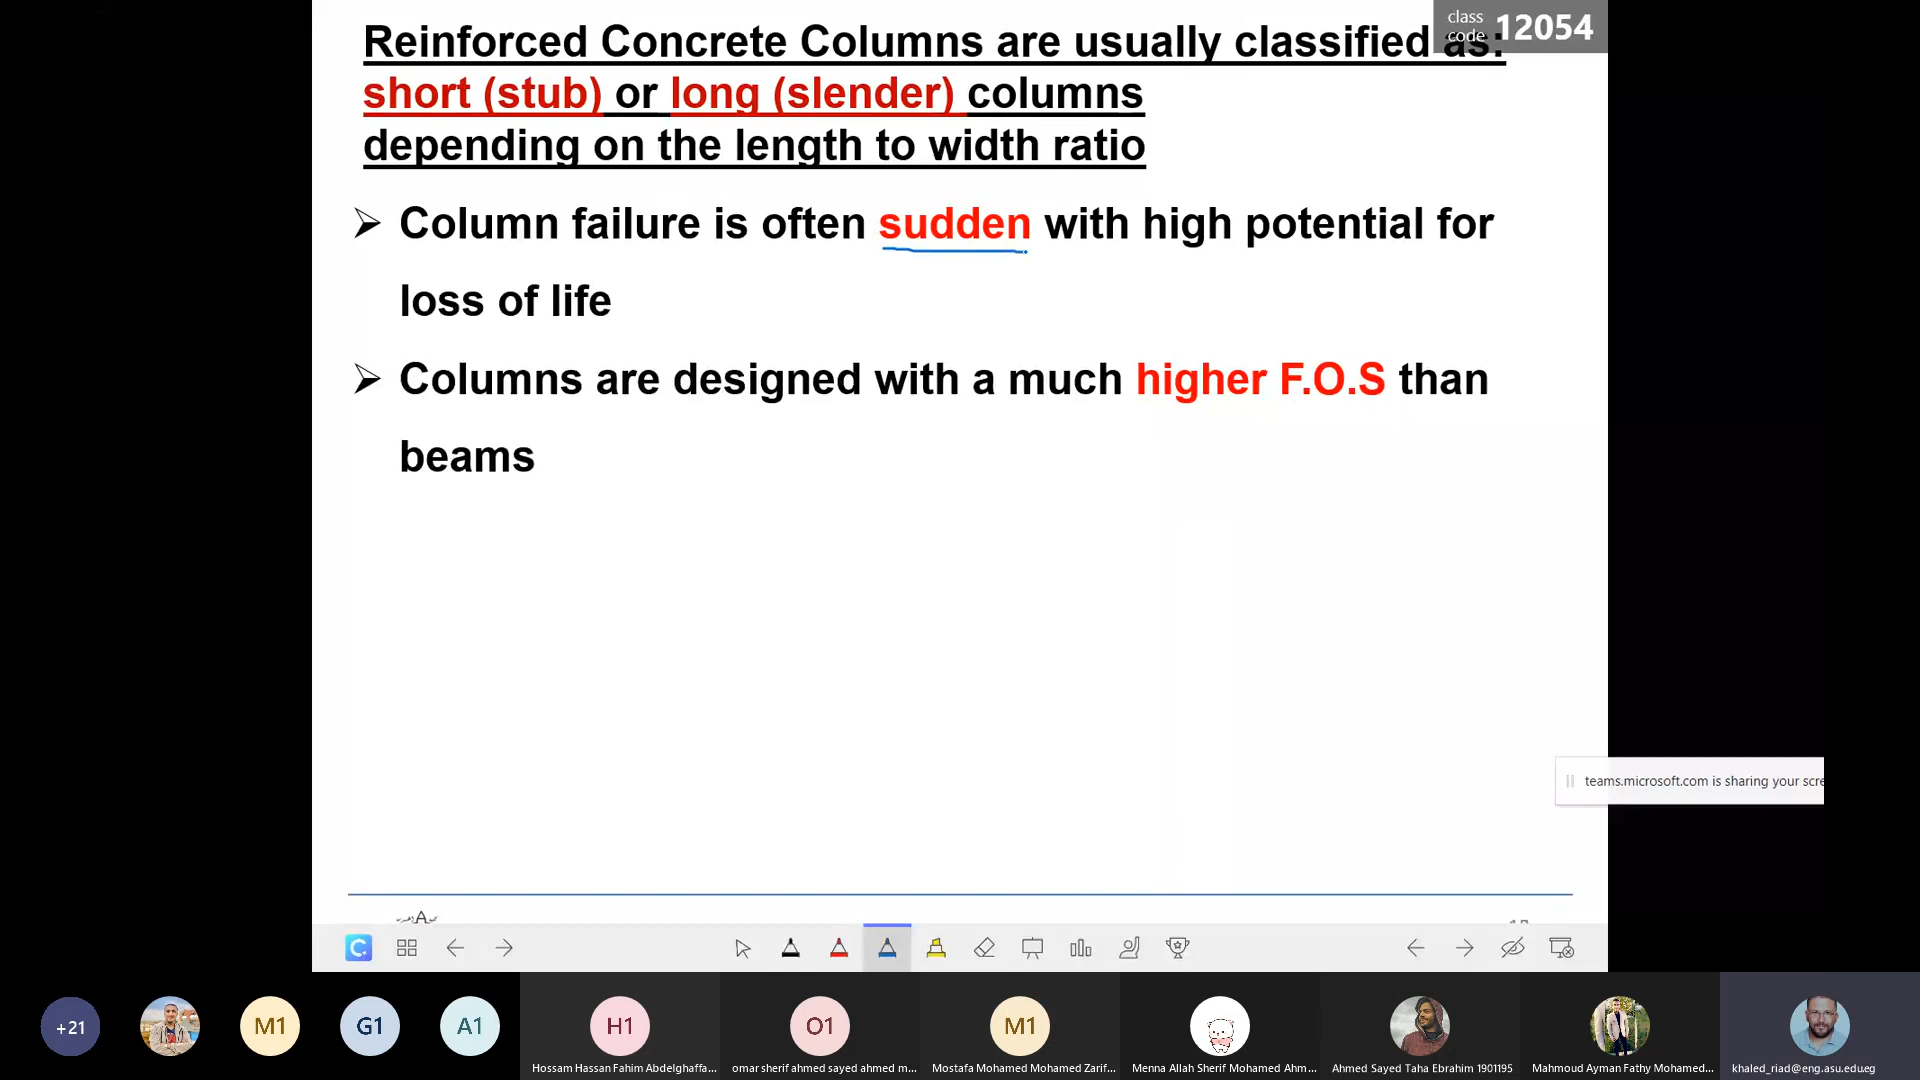 class code 12054
Reinforced Concrete Columns are usually classified as:
short (stub) or long (slender) columns
depending on the length to width ratio
➢ Column failure is often sudden with high potential for
loss of life
➢ Columns are designed with a much higher F.O.S than
beams
teams.microsoft.com is sharing your scre
+21
M1
G1
A1
H1
O1
M1
Hossam Hassan Fahim Abdelghaffa...
omar sherif ahmed sayed ahmed m...
Mostafa Mohamed Mohamed Zarif...
Menna Allah Sherif Mohamed Ahm...
Ahmed Sayed Taha Ebrahim 1901195
Mahmoud Ayman Fathy Mohamed...
khaled_riad@eng.asu.edu.eg